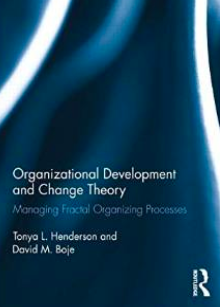 Organizational Development
and Change Theory
Managing Fractal Organizing Processes
Tonya L. Henderson and
David M. Boje
ROUTLEDGE